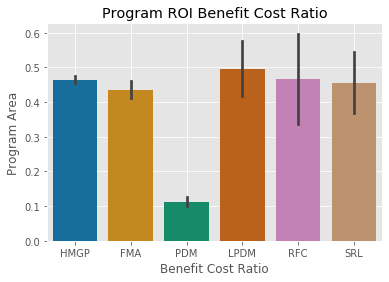 Program ROI Benefit Cost Ratio
Program Area
0.6
0.5
0.4
0.3
0.2
0.1
0.0
HMGP FMA PDM LPDM RFC SRL
Benefit Cost Ratio